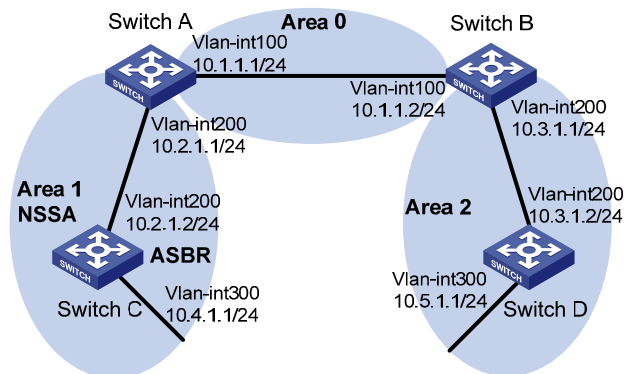 Switch A
Area 0
Switch B
Vlan-int100
10.1.1.1/24
Vlan-int100
10.1.1.2/24
SWITCH
SWITCH
Vlan-int200
10.2.1.1/24
Vlan-int200
10.3.1.1/24
Area 1
NSSA
Vlan-int200
10.2.1.2/24
Area 2
Vlan-int200
10.3.1.2/24
SWITCH
ASBR
SWITCH
Switch C
Vlan-int300
10.4.1.1/24
Vlan-int300
10.5.1.1/24
Switch D